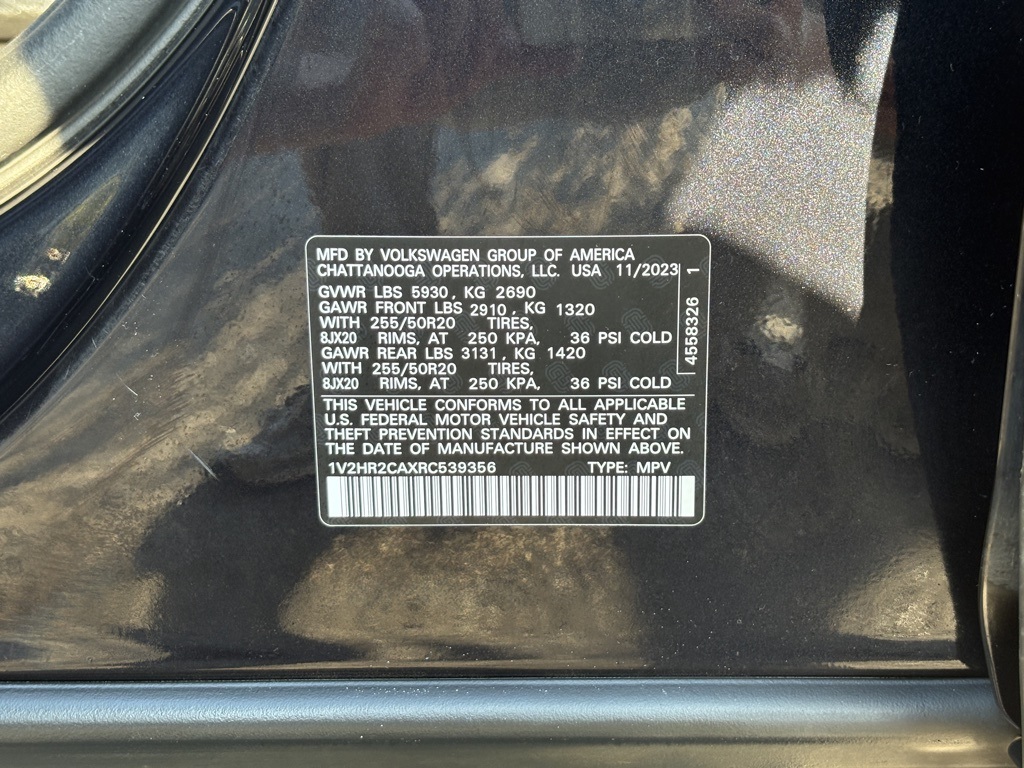 MFD BY VOLKSWAGEN GROUP OF AMERICA
CHATTANOOGA OPERATIONS, LLC. USA 11/2023
GVWR LBS 5930, KG 2690
GAWR FRONT LBS 2910, KG 1320
WITH 255/50R20 TIRES,
8JX20 RIMS, AT 250 KPA, 36 PSI COLD
GAWR REAR LBS 3131, KG 1420
WITH 255/50R20 TIRES,
8JX20 RIMS, AT 250 KPA, 36 PSI COLD
4558326 1
THIS VEHICLE CONFORMS TO ALL APPLICABLE
U.S. FEDERAL MOTOR VEHICLE SAFETY AND
THEFT PREVENTION STANDARDS IN EFFECT ON
THE DATE OF MANUFACTURE SHOWN ABOVE.
1V2HR2CAXRC539356 TYPE: MPV